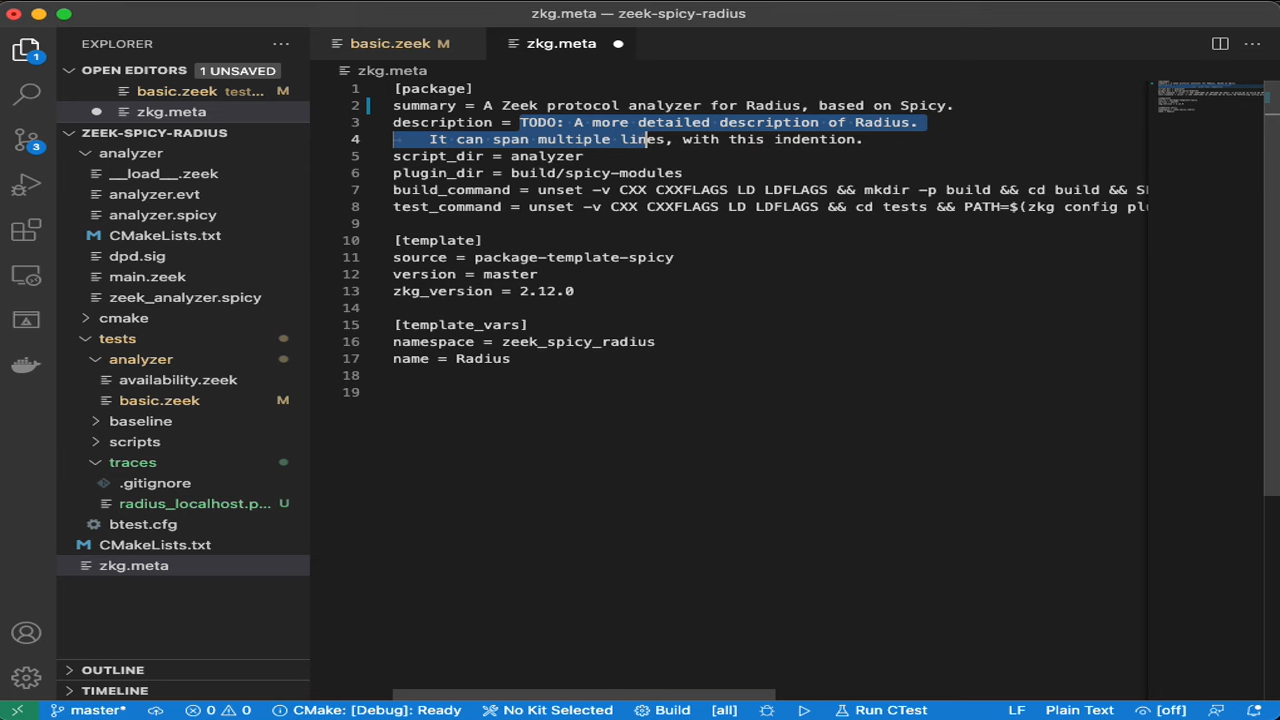 zkg.meta — zeek-spicy-radius
EXPLORER
basic.zeek M
zkg.meta
OPEN EDITORS 1 UNSAVED
basic.zeek test... M
zkg.meta
ZEEK-SPICY-RADIUS
analyzer
__load__.zeek
analyzer.evt
analyzer.spicy
CMakeLists.txt
dpd.sig
main.zeek
zeek_analyzer.spicy
cmake
tests
analyzer
availability.zeek
basic.zeek M
baseline
scripts
traces
.gitignore
radius_localhost.p... U
btest.cfg
CMakeLists.txt
zkg.meta
OUTLINE
TIMELINE
1
3
zkg.meta
1 [package]
2 summary = A Zeek protocol analyzer for Radius, based on Spicy.
3 description = TODO: A more detailed description of Radius.
4 It can span multiple lines, with this indention.
5 script_dir = analyzer
6 plugin_dir = build/spicy-modules
7 build_command = unset -v CXX CXXFLAGS LD LDFLAGS && mkdir -p build && cd build && SI
8 test_command = unset -v CXX CXXFLAGS LD LDFLAGS && cd tests && PATH=$(zkg config plu
9
10 [template]
11 source = package-template-spicy
12 version = master
13 zkg_version = 2.12.0
14
15 [template_vars]
16 namespace = zeek_spicy_radius
17 name = Radius
18
19
master* 0 0 CMake: [Debug]: Ready No Kit Selected Build [all] Run CTest LF Plain Text [off]